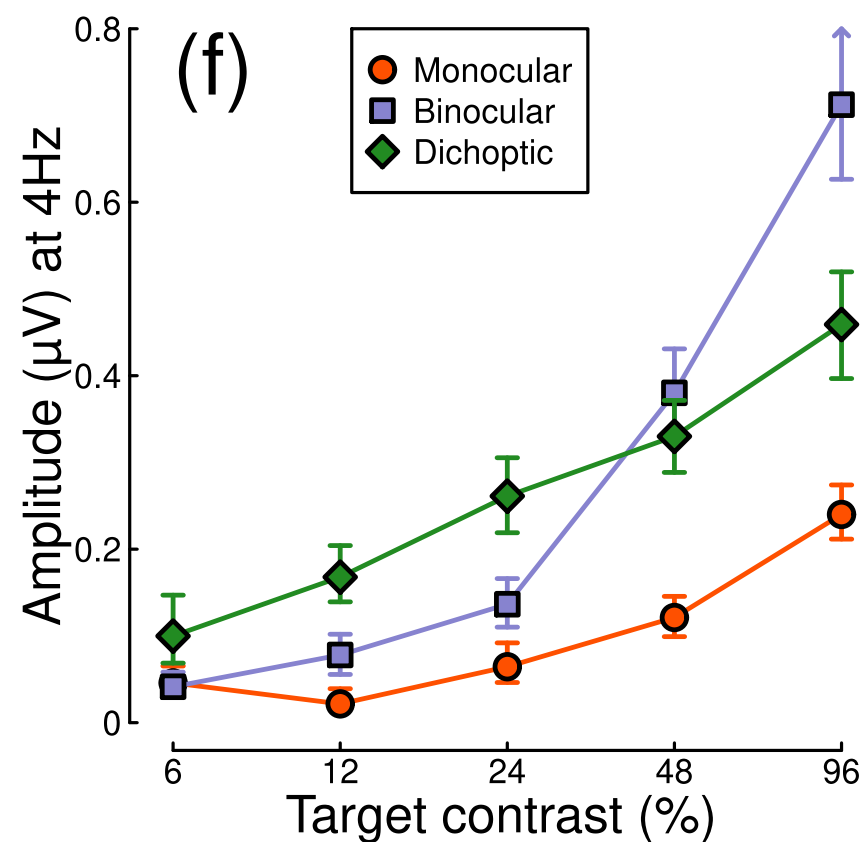 (f)
Monocular
Binocular
Dichoptic
Amplitude (µV) at 4Hz
0.8
0.6
0.4
0.2
0
6 12 24 48 96
Target contrast (%)